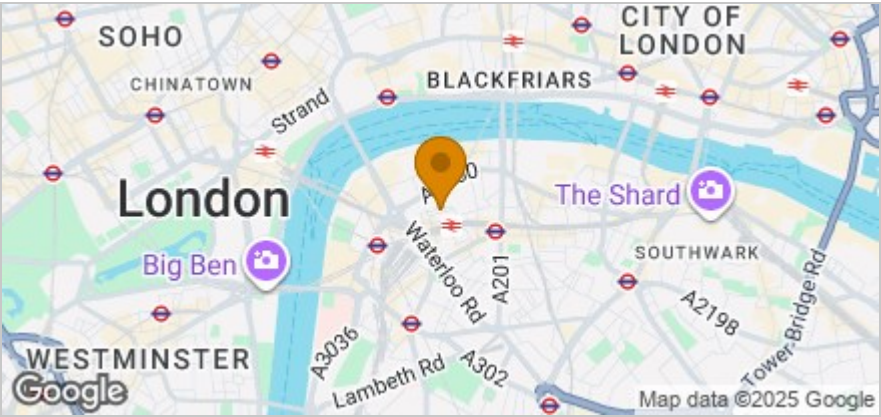 SOHO
CITY OF
LONDON
CHINATOWN
BLACKFRIARS
Strand
London
The Shard
Waterloo Rd
Big Ben
A201
SOUTHWARK
A2198
A3036
Tower Bridge Rd
WESTMINSTER
Lambeth Rd
A302
Google
Map data ©2025 Google